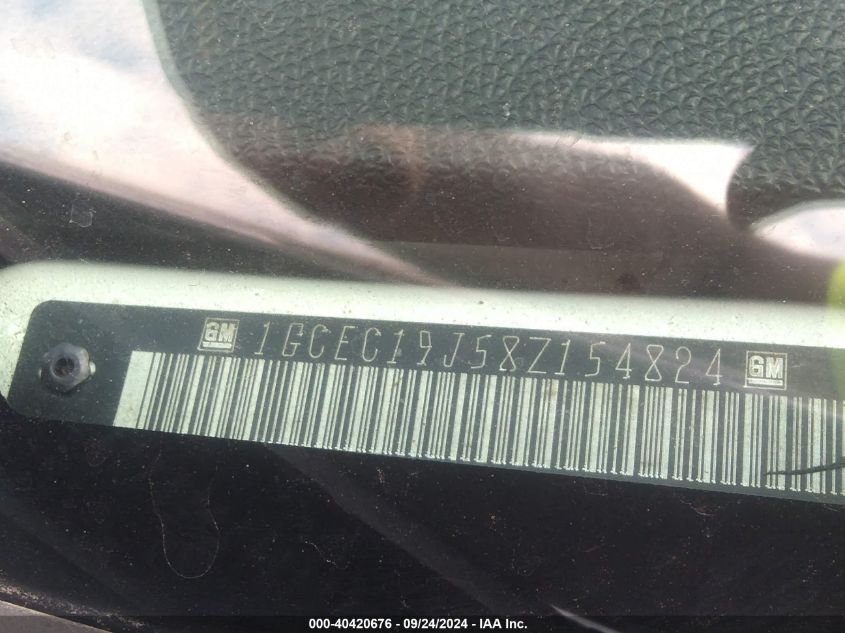 GM 1GCEC19J58Z154824 GM
000-40420676 - 09/24/2024 - IAA Inc.